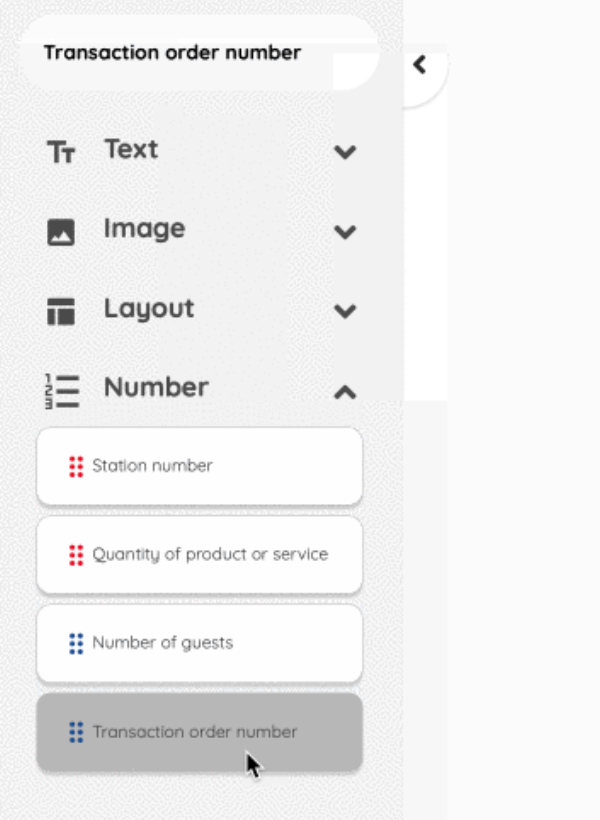 Transaction order number
Text
Image
Layout
Number
Station number
Quantity of product or service
Number of guests
Transaction order number